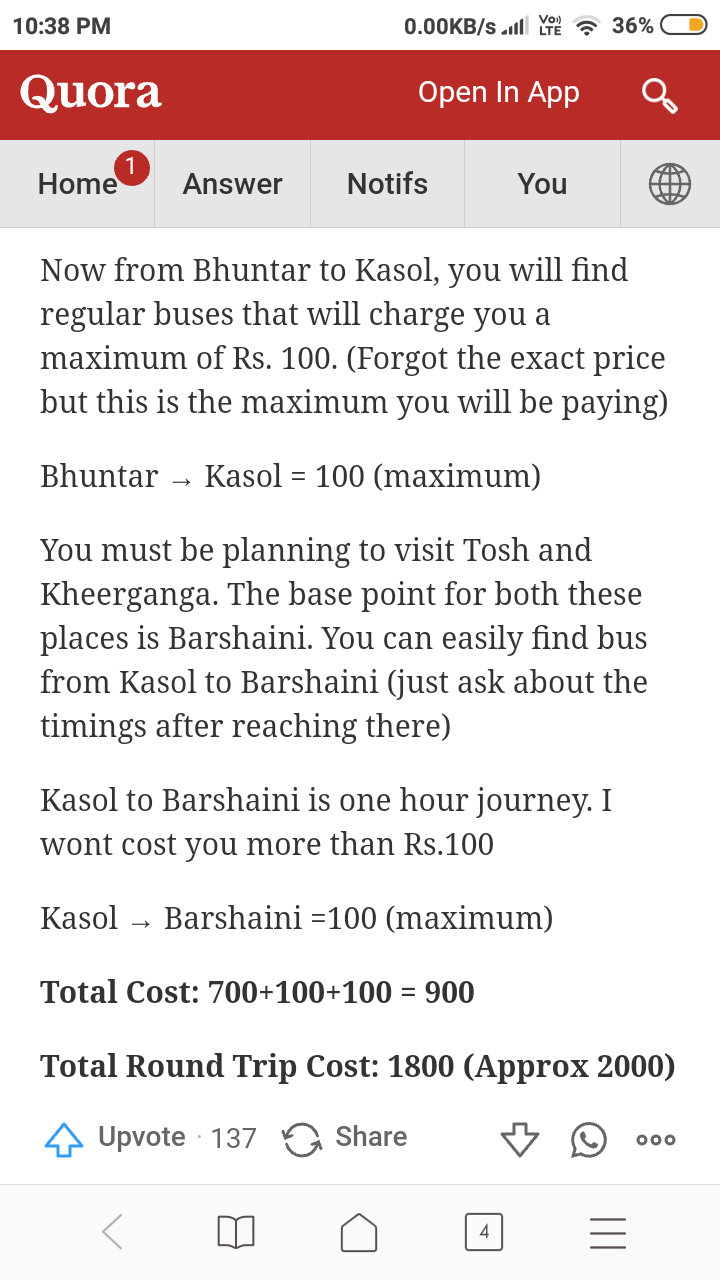 10:38 PM 0.00KB/s Vo)) LTE 36%
Quora Open In App
Home 1 Answer Notifs You
Now from Bhuntar to Kasol, you will find
regular buses that will charge you a
maximum of Rs. 100. (Forgot the exact price
but this is the maximum you will be paying)
Bhuntar → Kasol = 100 (maximum)
You must be planning to visit Tosh and
Kheerganga. The base point for both these
places is Barshaini. You can easily find bus
from Kasol to Barshaini (just ask about the
timings after reaching there)
Kasol to Barshaini is one hour journey. I
wont cost you more than Rs.100
Kasol → Barshaini =100 (maximum)
Total Cost: 700+100+100 = 900
Total Round Trip Cost: 1800 (Approx 2000)
Upvote · 137 Share
4